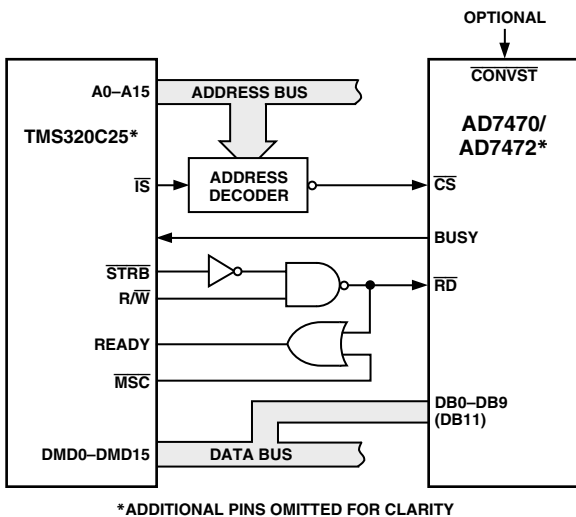 OPTIONAL
CONVST
A0–A15
ADDRESS BUS
TMS320C25*
AD7470/
AD7472*
IS
ADDRESS
DECODER
CS
BUSY
STRB
R/W
RD
READY
MSC
DB0–DB9
(DB11)
DMD0–DMD15
DATA BUS
*ADDITIONAL PINS OMITTED FOR CLARITY